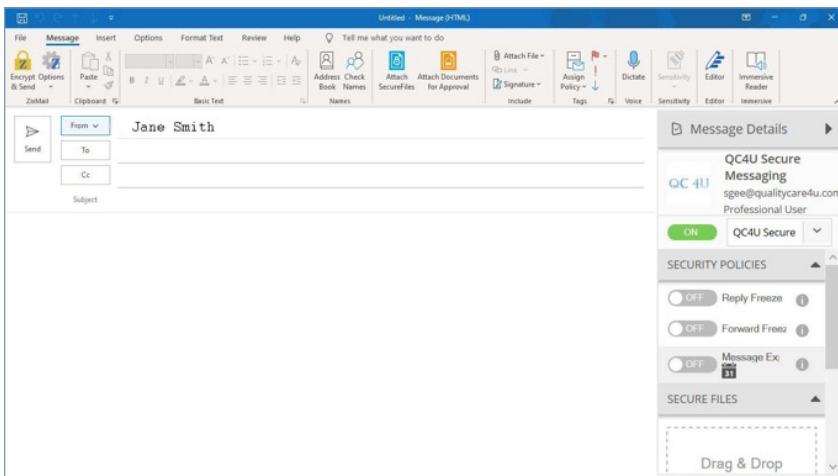 Untitled - Message (HTML)
File Message Insert Options Format Text Review Help Tell me what you want to do
Encrypt & Send
Options
ZixMail
Paste
Clipboard
B I U
Basic Text
Address Book
Check Names
Names
Attach SecureFiles
Attach Documents for Approval
Attach File
Link
Signature
Include
Assign Policy
Tags
Dictate
Voice
Sensitivity
Sensitivity
Editor
Editor
Immersive Reader
Immersive
Send
From
Jane Smith
To
Cc
Subject
Message Details
QC 4U
QC4U Secure
Messaging
sgee@qualitycare4u.com
Professional User
ON QC4U Secure
SECURITY POLICIES
OFF Reply Freeze
OFF Forward Freez
OFF Message Ex
31
SECURE FILES
Drag & Drop